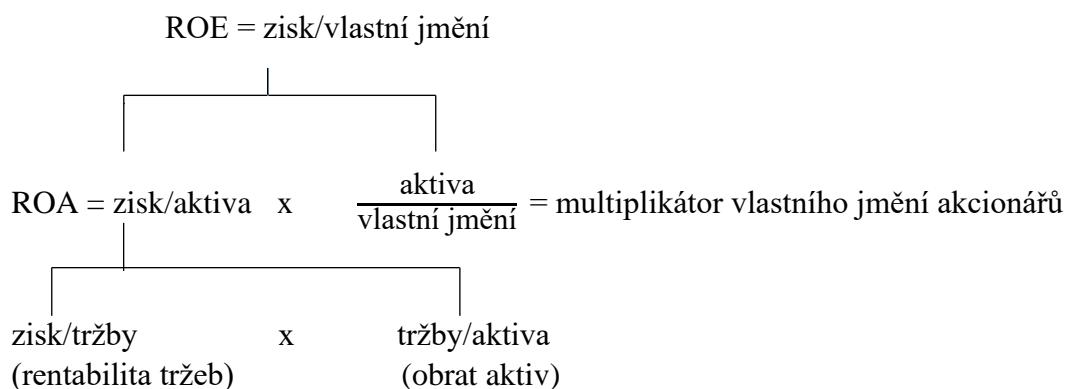 ROE = zisk/vlastní jmění
ROA = zisk/aktiva x aktiva
vlastní jmění = multiplikátor vlastního jmění akcionářů
zisk/tržby x tržby/aktiva
(rentabilita tržeb) (obrat aktiv)